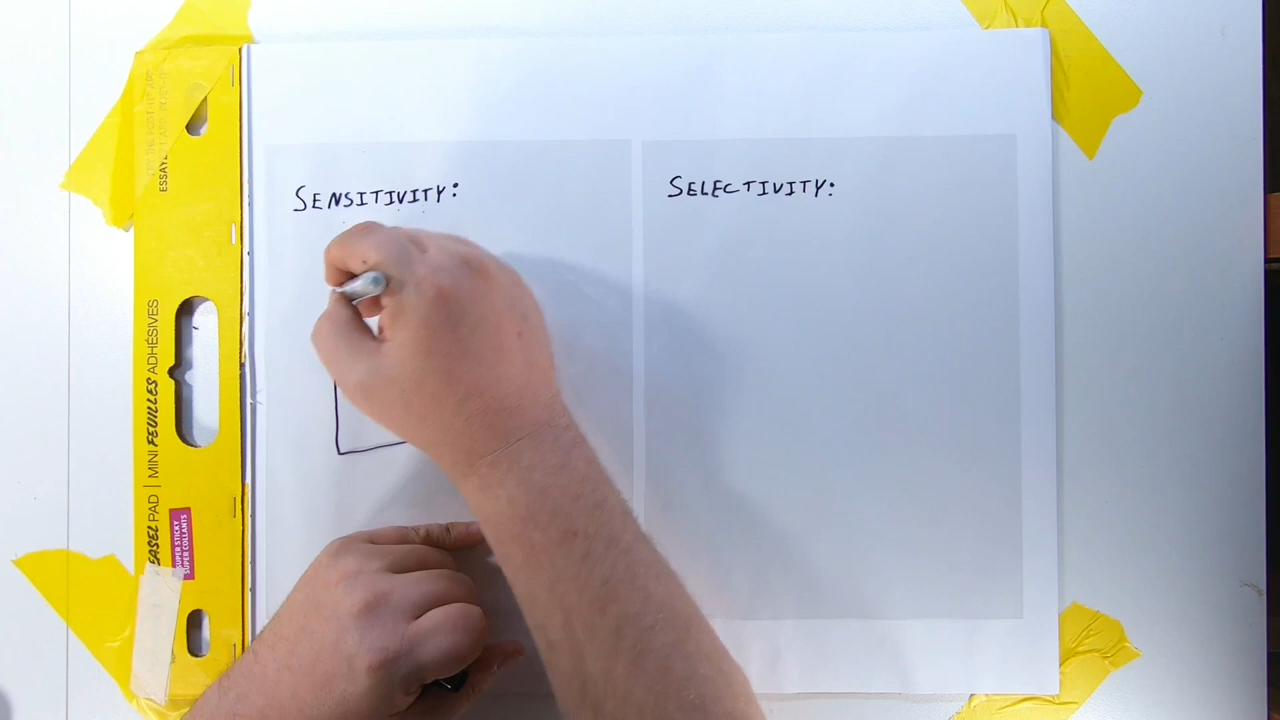 SENSITIVITY:
SELECTIVITY:
EASEL PAD | MINI FEUILLES ADHÉSIVES
SUPER STICKY
SUPER COLLANTS